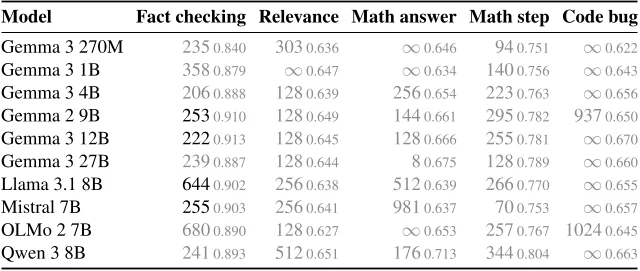 Model Fact checking Relevance Math answer Math step Code bug
Gemma 3 270M 235 0.840 303 0.636 ∞ 0.646 94 0.751 ∞ 0.622
Gemma 3 1B 358 0.879 ∞ 0.647 ∞ 0.634 140 0.756 ∞ 0.643
Gemma 3 4B 206 0.888 128 0.639 256 0.654 223 0.763 ∞ 0.656
Gemma 2 9B 253 0.910 128 0.649 144 0.661 295 0.782 937 0.650
Gemma 3 12B 222 0.913 128 0.645 128 0.666 255 0.781 ∞ 0.670
Gemma 3 27B 239 0.887 128 0.644 8 0.675 128 0.789 ∞ 0.660
Llama 3.1 8B 644 0.902 256 0.638 512 0.639 266 0.770 ∞ 0.655
Mistral 7B 255 0.903 256 0.641 981 0.637 70 0.753 ∞ 0.657
OLMo 2 7B 680 0.890 128 0.627 ∞ 0.653 257 0.767 1024 0.645
Qwen 3 8B 241 0.893 512 0.651 176 0.713 344 0.804 ∞ 0.663